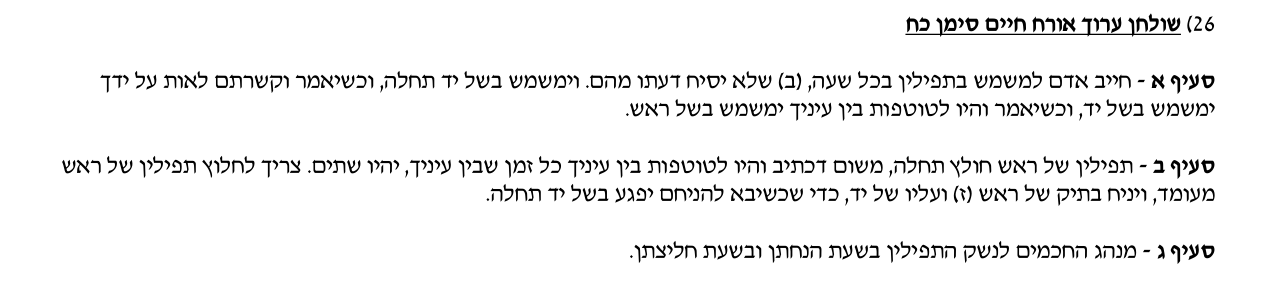 26) שולחן ערוך אורח חיים סימן כח
סעיף א - חייב אדם למשמש בתפילין בכל שעה, (ב) שלא יסיח דעתו מהם. וימשמש בשל יד תחלה, וכשיאמר וקשרתם לאות על ידך
ימשמש בשל יד, וכשיאמר והיו לטוטפות בין עיניך ימשמש בשל ראש.
סעיף ב - תפילין של ראש חולץ תחלה, משום דכתיב והיו לטוטפות בין עיניך כל זמן שבין עיניך, יהיו שתים. צריך לחלוץ תפילין של ראש
מעומד, ויניח בתיק של ראש (ז) ועליו של יד, כדי שכשיבא להניחם יפגע בשל יד תחלה.
סעיף ג - מנהג החכמים לנשק התפילין בשעת הנחתן ובשעת חליצתן.